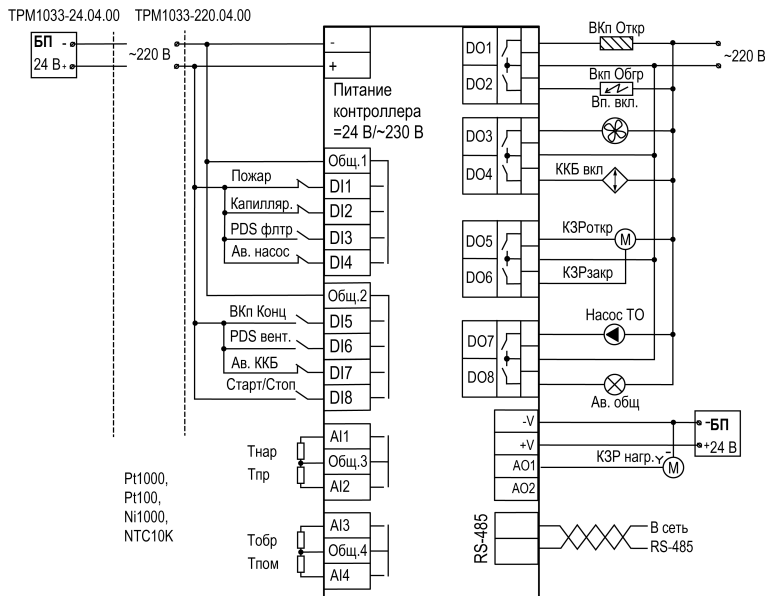 ТРМ1033-24.04.00 ТРМ1033-220.04.00
БП -
24 В +
~220 В
-
+
Питание
контроллера
=24 В/~230 В
Общ.1
Пожар DI1
Капилляр. DI2
PDS флтр DI3
Ав. насос DI4
Общ.2
ВКп Конц DI5
PDS вент. DI6
Ав. ККБ DI7
Старт/Стоп DI8
AI1
Тнар
Общ.3
Тпр
AI2
AI3
Тобр
Общ.4
Тпом
AI4
Pt1000,
Pt100,
Ni1000,
NTC10K
DO1 ВКп Откр
~220 В
DO2 Вкп Обгр
Вп. вкл.
DO3
DO4 ККБ вкл
DO5 КЗРоткр M
DO6 КЗРзакр
DO7 Насос ТО
DO8
Ав. общ
-V - БП
+V + 24 В
AO1 КЗР нагр. Y - M
AO2
RS-485
В сеть
RS-485